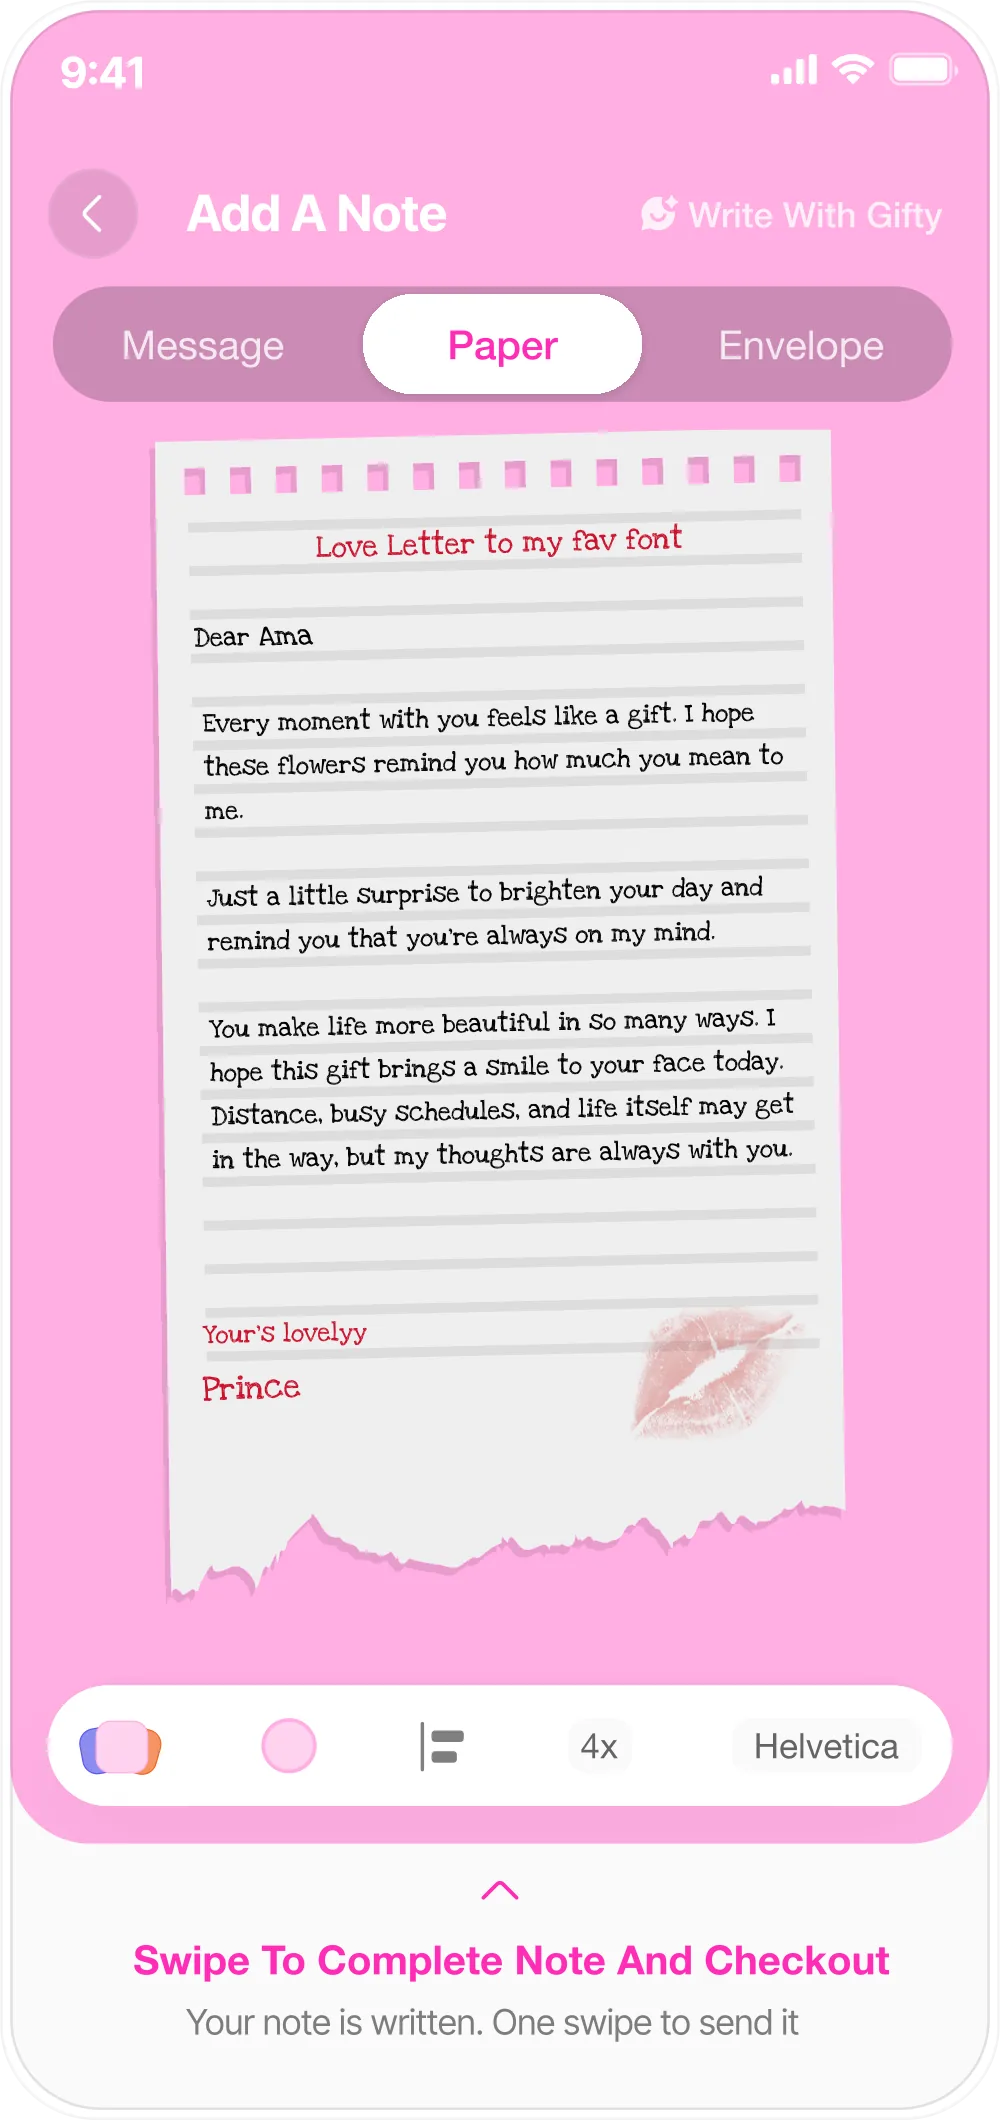 9:41
Add A Note
Write With Gifty
Message
Paper
Envelope
Love Letter to my fav font
Dear Ama
Every moment with you feels like a gift. I hope
these flowers remind you how much you mean to
me.
Just a little surprise to brighten your day and
remind you that you're always on my mind.
You make life more beautiful in so many ways. I
hope this gift brings a smile to your face today.
Distance, busy schedules, and life itself may get
in the way, but my thoughts are always with you.
Your's lovelyy
Prince
4x
Helvetica
Swipe To Complete Note And Checkout
Your note is written. One swipe to send it